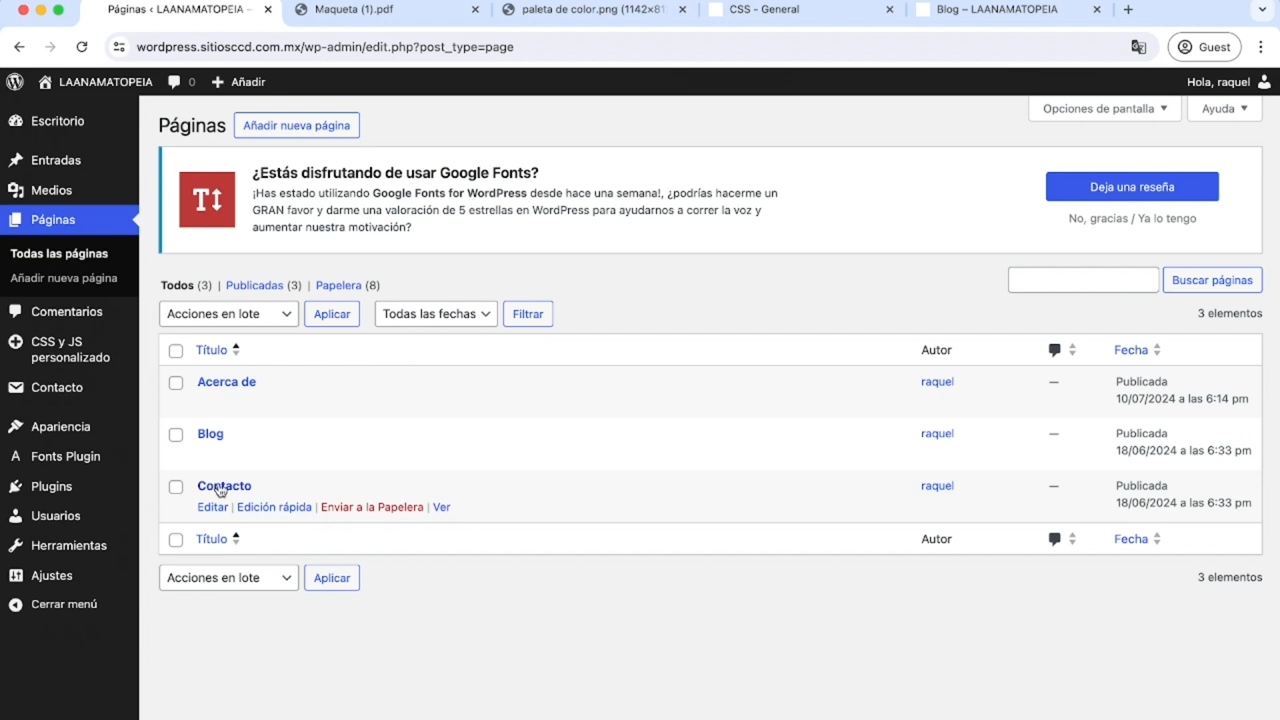 Páginas ‹ LAANAMATOPEIA –
Maqueta (1).pdf
paleta de color.png (1142×81
CSS - General
Blog – LAANAMATOPEIA
wordpress.sitiosccd.com.mx/wp-admin/edit.php?post_type=page
Guest
LAANAMATOPEIA
0
Añadir
Hola, raquel
Escritorio
Entradas
Medios
Páginas
Todas las páginas
Añadir nueva página
Comentarios
CSS y JS
personalizado
Contacto
Apariencia
Fonts Plugin
Plugins
Usuarios
Herramientas
Ajustes
Cerrar menú
Opciones de pantalla
Ayuda
Páginas
Añadir nueva página
¿Estás disfrutando de usar Google Fonts?
¡Has estado utilizando Google Fonts for WordPress desde hace una semana!, ¿podrías hacerme un
GRAN favor y darme una valoración de 5 estrellas en WordPress para ayudarnos a correr la voz y
aumentar nuestra motivación?
Deja una reseña
No, gracias / Ya lo tengo
Todos (3) | Publicadas (3) | Papelera (8)
Buscar páginas
Acciones en lote
Aplicar
Todas las fechas
Filtrar
3 elementos
Título
Autor
Fecha
Acerca de
raquel
—
Publicada
10/07/2024 a las 6:14 pm
Blog
raquel
—
Publicada
18/06/2024 a las 6:33 pm
Contacto
Editar | Edición rápida | Enviar a la Papelera | Ver
raquel
—
Publicada
18/06/2024 a las 6:33 pm
Título
Autor
Fecha
Acciones en lote
Aplicar
3 elementos